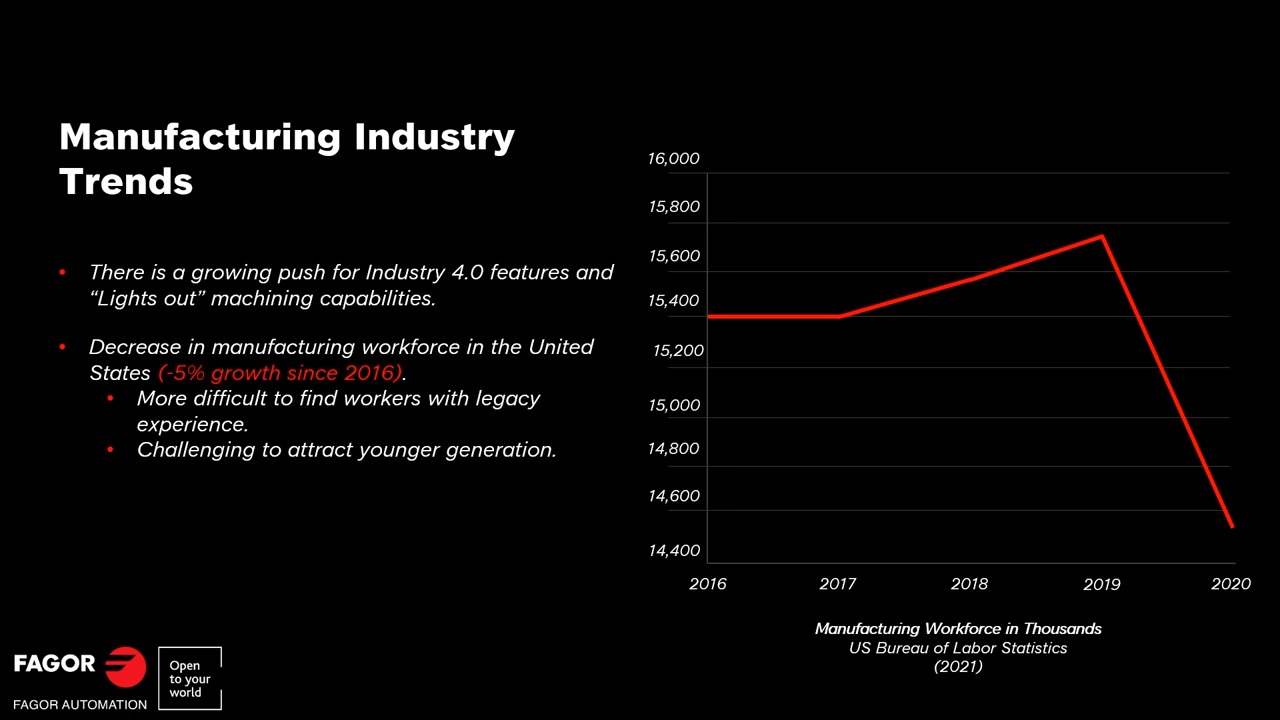 Manufacturing Industry
Trends
• There is a growing push for Industry 4.0 features and
“Lights out” machining capabilities.
• Decrease in manufacturing workforce in the United
States (-5% growth since 2016).
• More difficult to find workers with legacy
experience.
• Challenging to attract younger generation.
16,000
15,800
15,600
15,400
15,200
15,000
14,800
14,600
14,400
2016 2017 2018 2019 2020
Manufacturing Workforce in Thousands
US Bureau of Labor Statistics
(2021)
FAGOR
FAGOR AUTOMATION
Open
to your
world